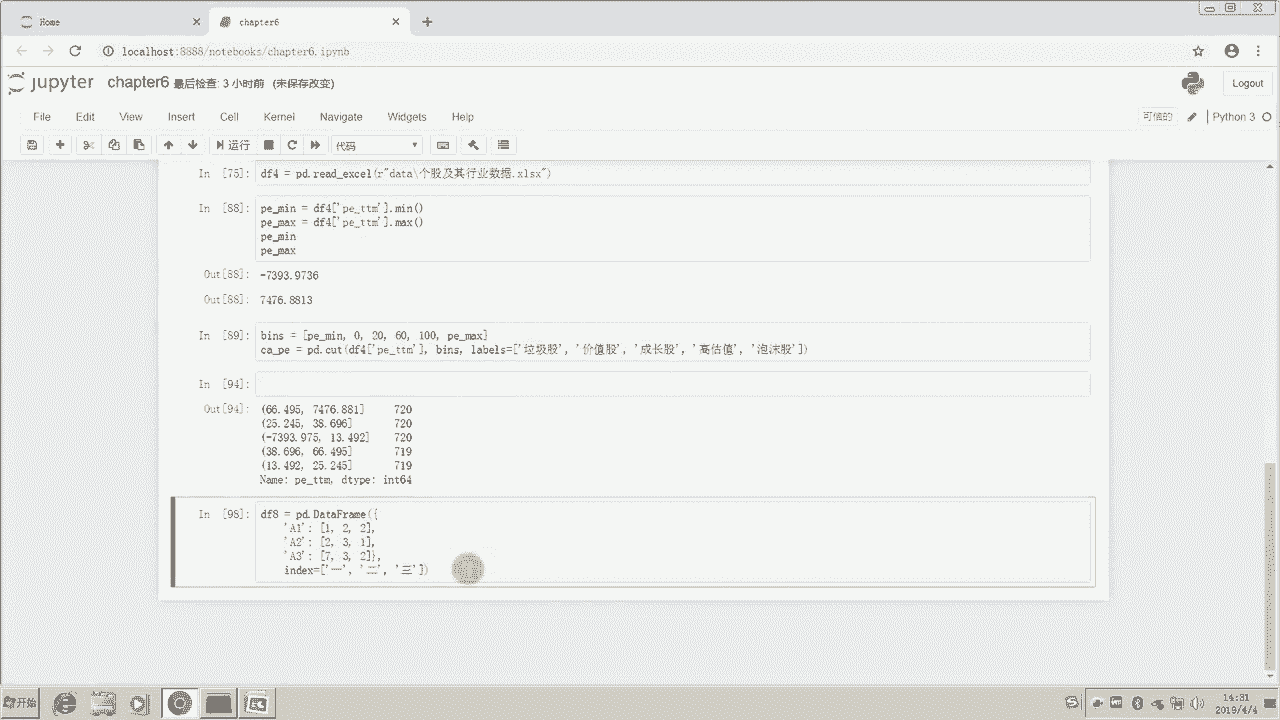 Home
chapter6
localhost:8888/notebooks/chapter6.ipynb
jupyter chapter6 最后检查: 3 小时前 (未保存改变)
Logout
File Edit View Insert Cell Kernel Navigate Widgets Help
可信的 Python 3
运行 代码
In [75]: df4 = pd.read_excel(r"data\个股及其行业数据.xlsx")
In [88]: pe_min = df4['pe_ttm'].min()
pe_max = df4['pe_ttm'].max()
pe_min
pe_max
Out[88]: -7393.9736
Out[88]: 7476.8813
In [89]: bins = [pe_min, 0, 20, 60, 100, pe_max]
ca_pe = pd.cut(df4['pe_ttm'], bins, labels=['垃圾股', '价值股', '成长股', '高估值', '泡沫股'])
In [94]:
Out[94]: (66.495, 7476.881] 720
(25.245, 38.696] 720
(-7393.975, 13.492] 720
(38.696, 66.495] 719
(13.492, 25.245] 719
Name: pe_ttm, dtype: int64
In [98]: df8 = pd.DataFrame({
'A1': [1, 2, 2],
'A2': [2, 3, 1],
'A3': [7, 3, 2]},
index=['一', '二', '三'])
开始
14:31
2019/4/4